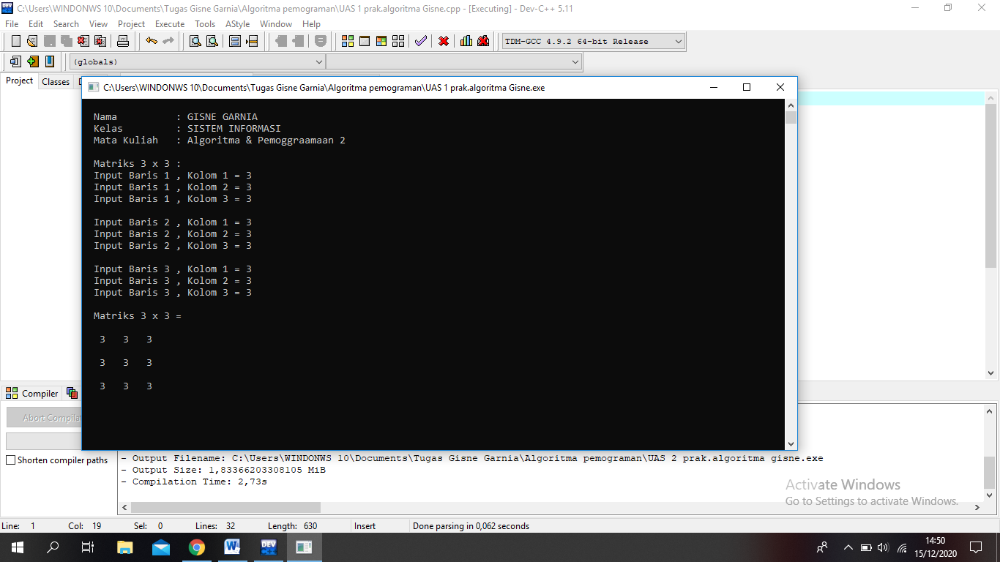 C:\Users\WINDONWS 10\Documents\Tugas Gisne Garnia\Algoritma pemograman\UAS 1 prak.algoritma Gisne.cpp - [Executing] - Dev-C++ 5.11
File Edit Search View Project Execute Tools AStyle Window Help
TDM-GCC 4.9.2 64-bit Release
(globals)
Project Classes
C:\Users\WINDONWS 10\Documents\Tugas Gisne Garnia\Algoritma pemograman\UAS 1 prak.algoritma Gisne.exe
Nama : GISNE GARNIA
Kelas : SISTEM INFORMASI
Mata Kuliah : Algoritma & Pemoggraamaan 2
Matriks 3 x 3 :
Input Baris 1 , Kolom 1 = 3
Input Baris 1 , Kolom 2 = 3
Input Baris 1 , Kolom 3 = 3
Input Baris 2 , Kolom 1 = 3
Input Baris 2 , Kolom 2 = 3
Input Baris 2 , Kolom 3 = 3
Input Baris 3 , Kolom 1 = 3
Input Baris 3 , Kolom 2 = 3
Input Baris 3 , Kolom 3 = 3
Matriks 3 x 3 =
3 3 3
3 3 3
3 3 3
Compiler
Abort
Shorten compiler paths
- Output Filename: C:\Users\WINDONWS 10\Documents\Tugas Gisne Garnia\Algoritma pemograman\UAS 2 prak.algoritma gisne.exe
- Output Size: 1,83366203308105 MiB
- Compilation Time: 2,73s
Activate Windows
Go to Settings to activate Windows.
Line: 1 Col: 19 Sel: 0 Lines: 32 Length: 630 Insert Done parsing in 0,062 seconds
DEV C++
14:50
15/12/2020